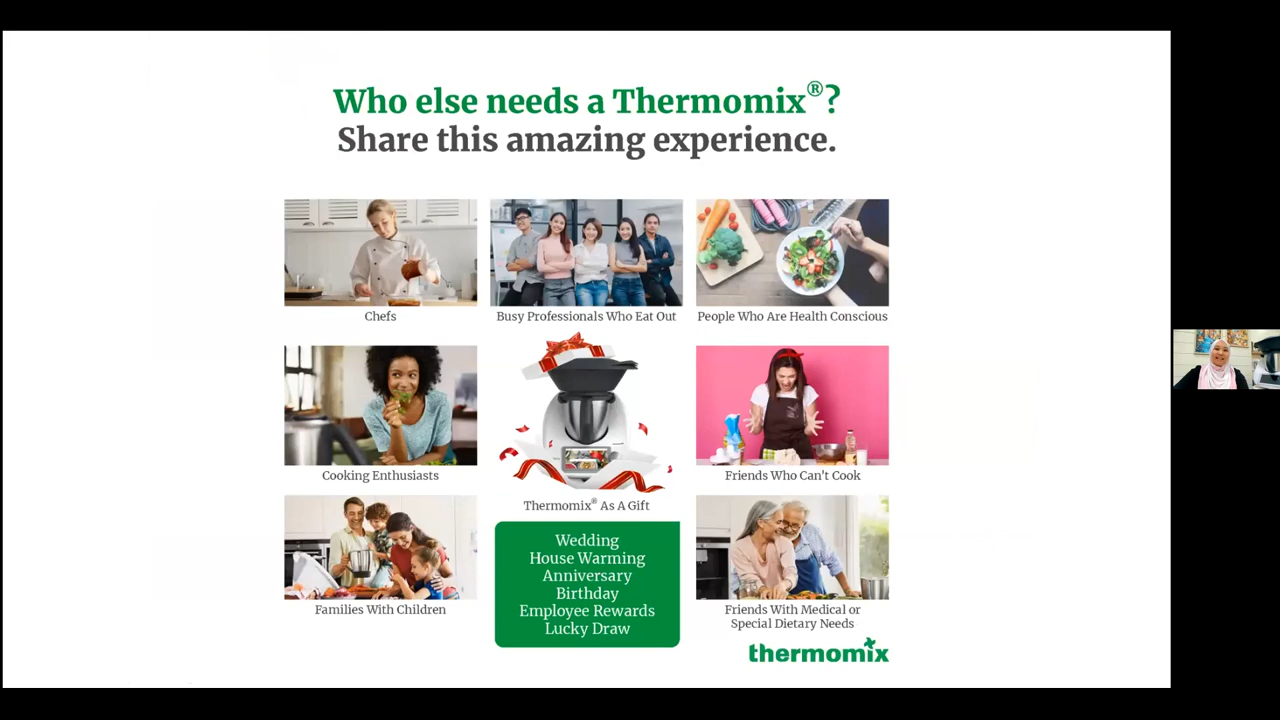 Who else needs a Thermomix®?
Share this amazing experience.
Chefs
Busy Professionals Who Eat Out
People Who Are Health Conscious
Cooking Enthusiasts
Thermomix® As A Gift
Friends Who Can't Cook
Wedding
House Warming
Anniversary
Birthday
Employee Rewards
Lucky Draw
Families With Children
Friends With Medical or
Special Dietary Needs
thermomix